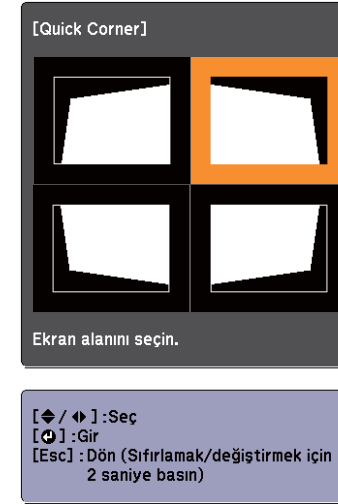 [Quick Corner]
Ekran alanını seçin.
[ / ] :Seç
[ ] :Gir
[Esc] : Dön (Sıfırlamak/değiştirmek için
2 saniye basın)